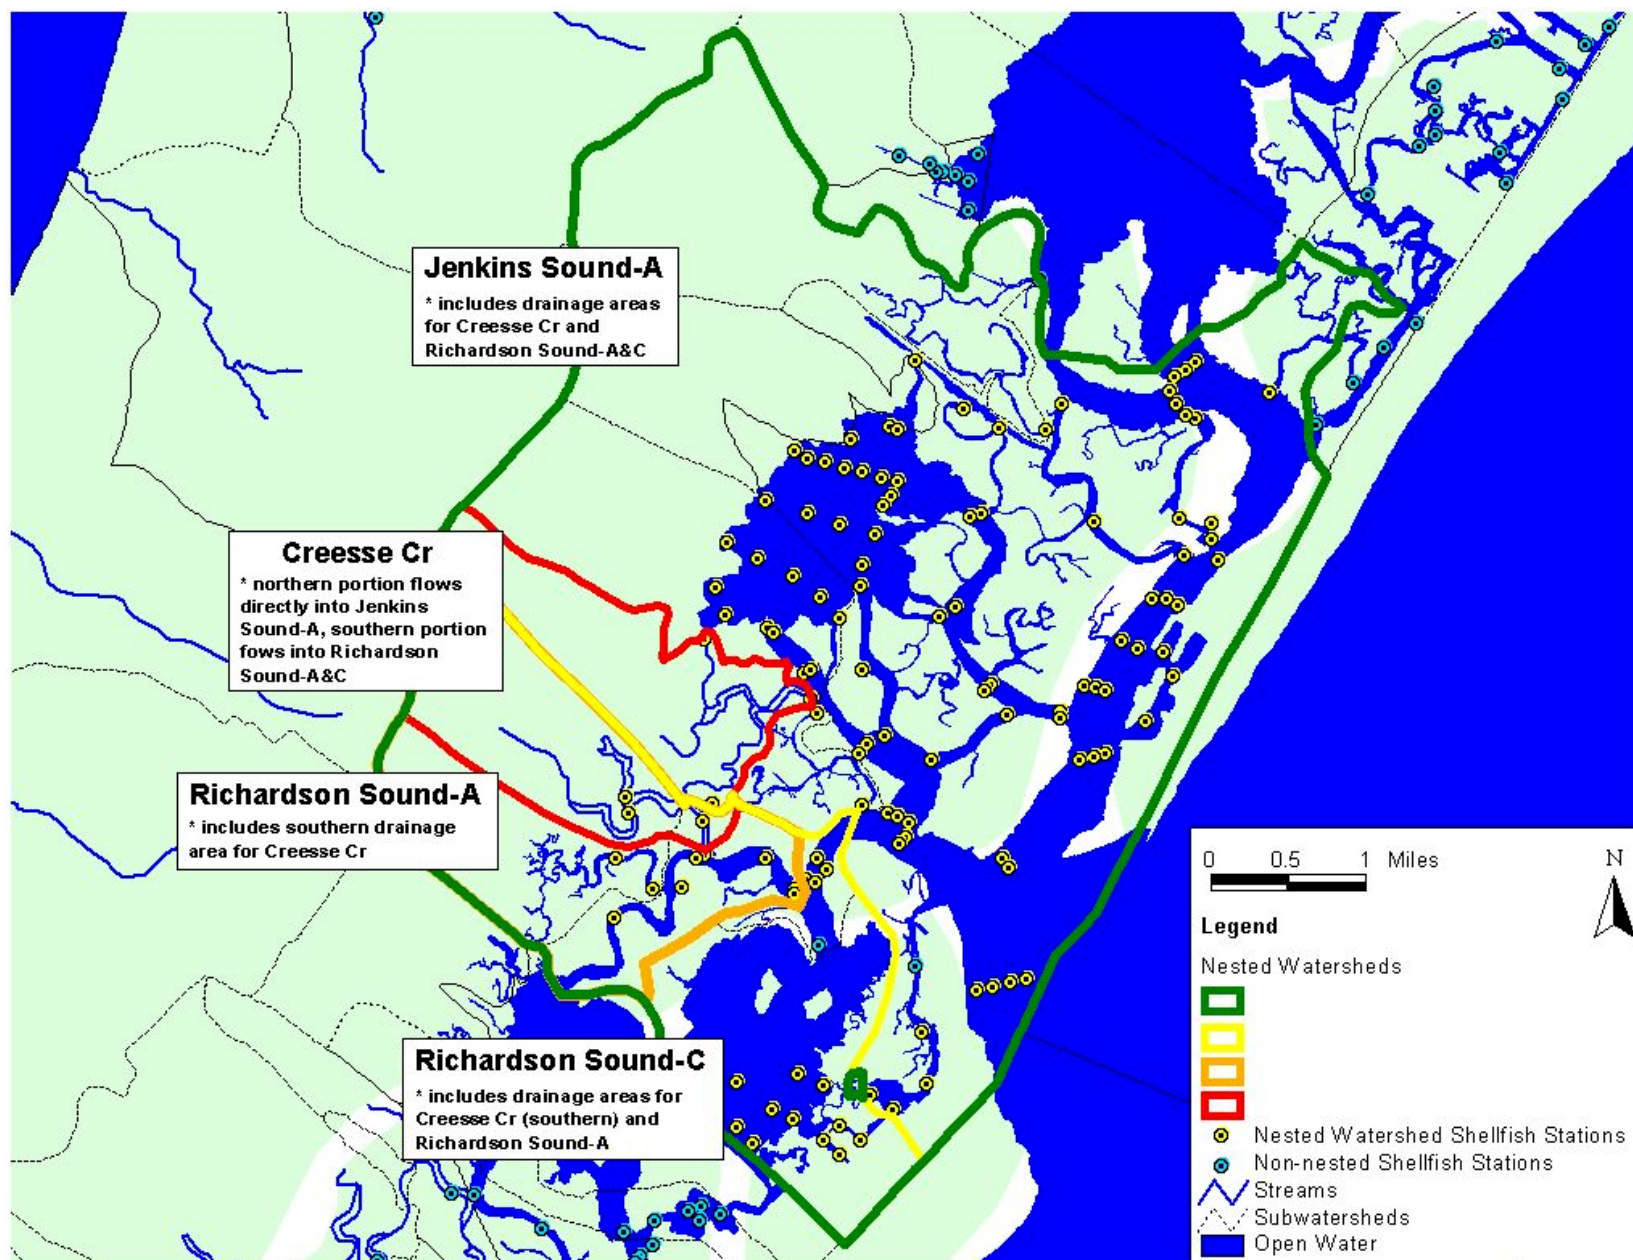 Jenkins Sound-A
* includes drainage areas
for Creesse Cr and
Richardson Sound-A&C
Creesse Cr
* northern portion flows
directly into Jenkins
Sound-A, southern portion
fows into Richardson
Sound-A&C
Richardson Sound-A
* includes southern drainage
area for Creesse Cr
Richardson Sound-C
* includes drainage areas for
Creesse Cr (southern) and
Richardson Sound-A
0 0.5 1 Miles
N
Legend
Nested Watersheds
Nested Watershed Shellfish Stations
Non-nested Shellfish Stations
Streams
Subwatersheds
Open Water